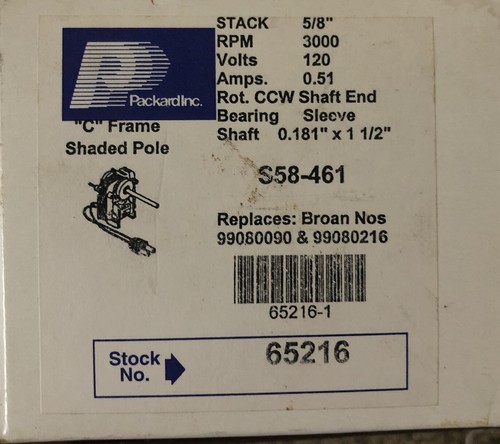 Packard Inc.
"C" Frame
Shaded Pole
STACK 5/8"
RPM 3000
Volts 120
Amps. 0.51
Rot. CCW Shaft End
Bearing Sleeve
Shaft 0.181" x 1 1/2"
S58-461
Replaces: Broan Nos
99080090 & 99080216
65216-1
Stock
No.
65216